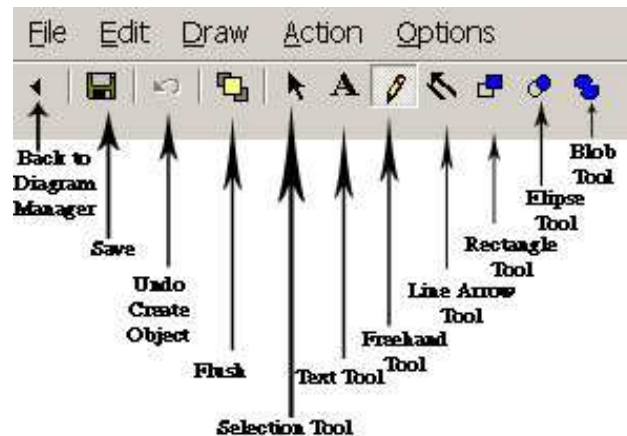 File Edit Draw Action Options
A
Back to
Diagram
Manager
Save
Undo
Create
Object
Flush
Selection Tool
Text Tool
Freehand
Tool
Line Arrow
Tool
Rectangle
Tool
Elipse
Tool
Blob
Tool